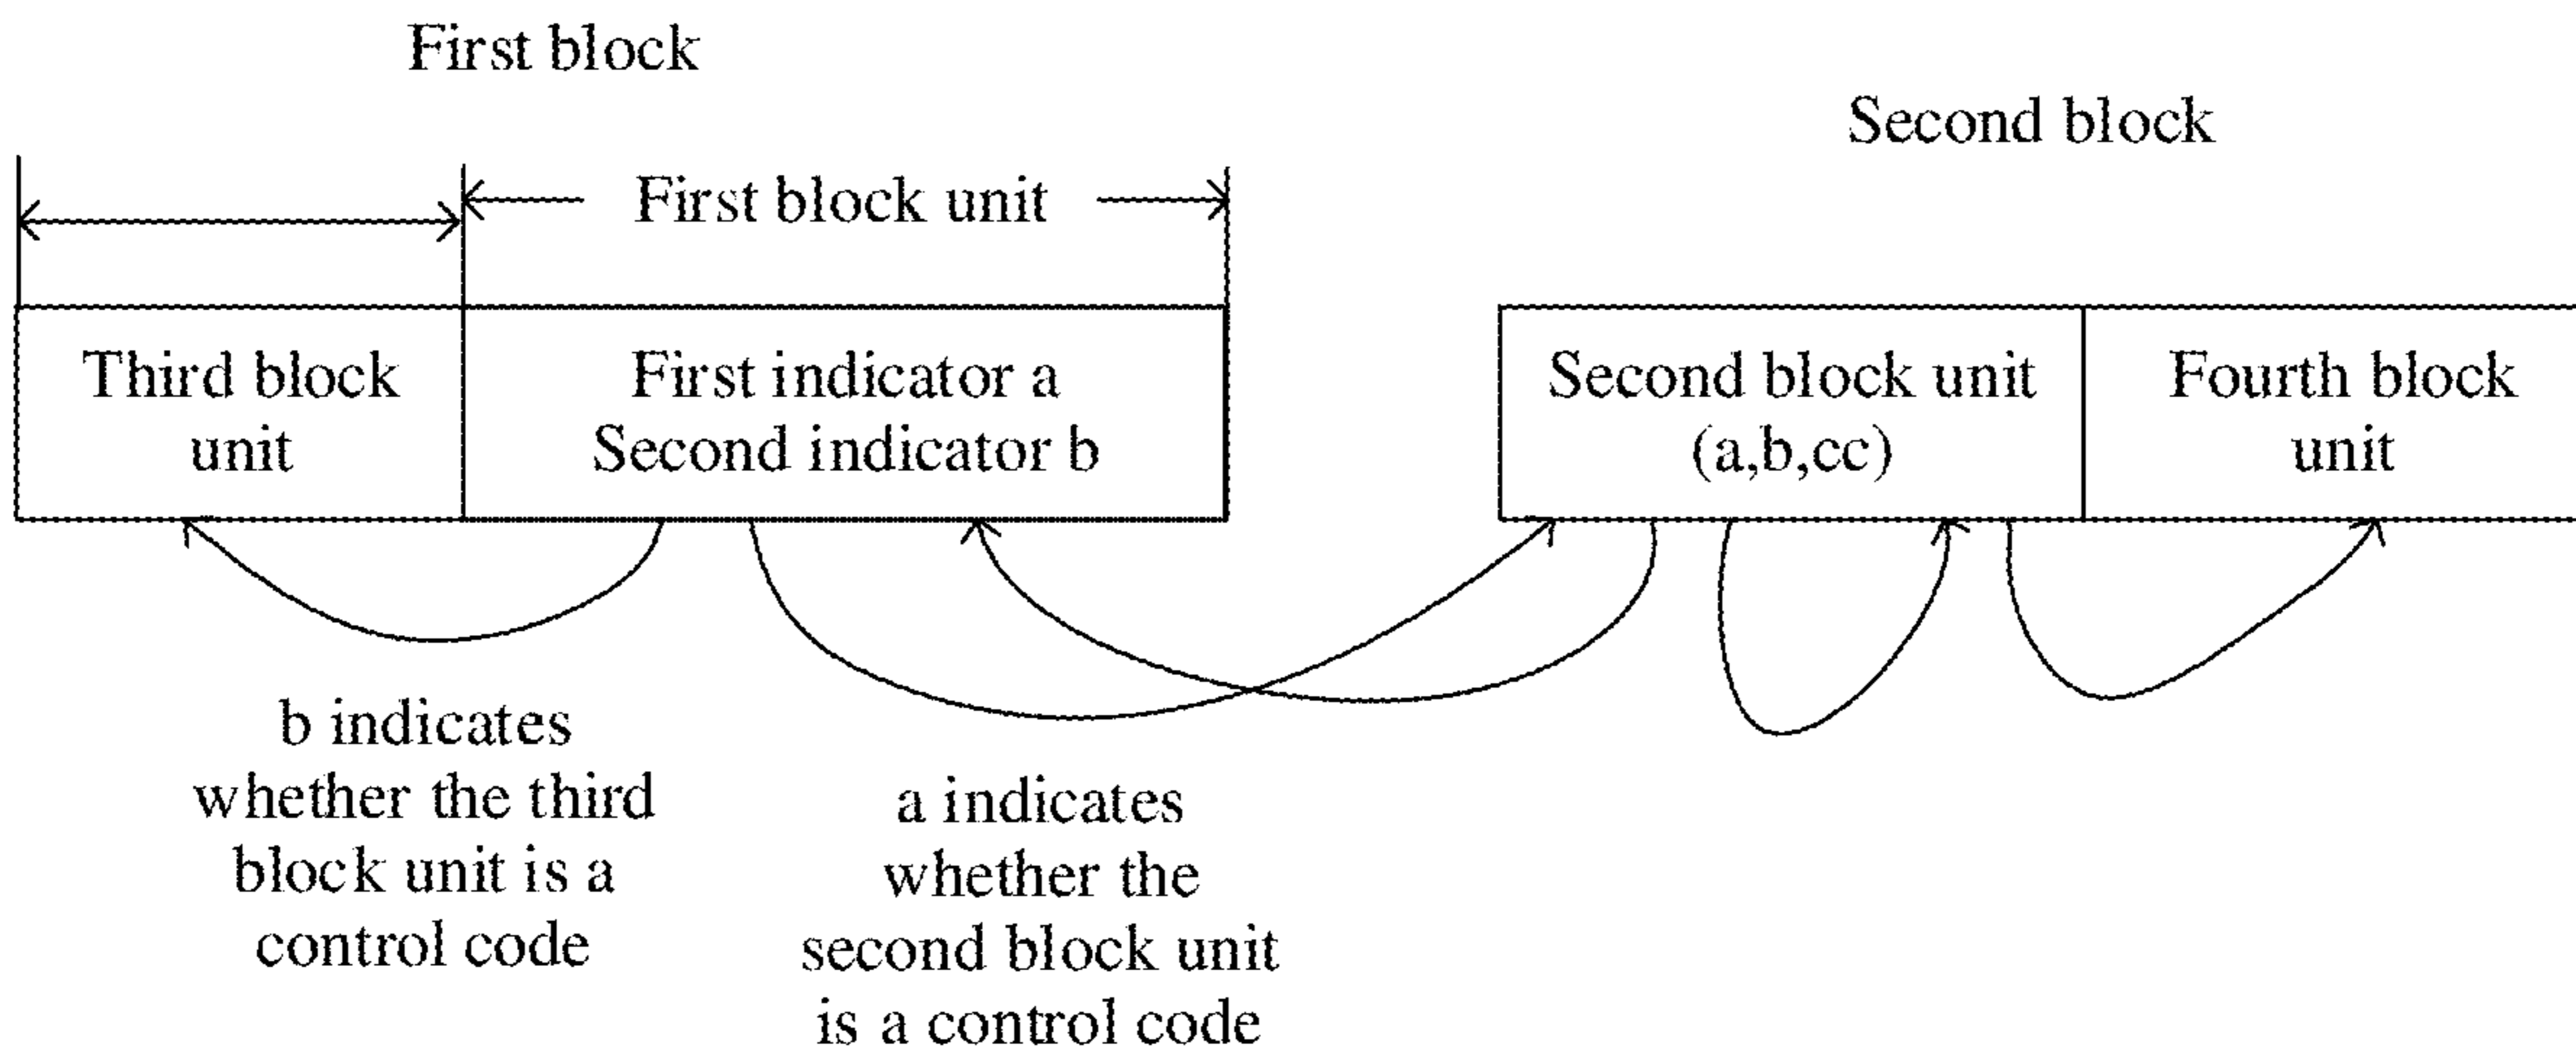 First block
Second block
First block unit
Third block
unit
First indicator a
Second indicator b
Second block unit
(a,b,cc)
Fourth block
unit
b indicates
whether the third
block unit is a
control code
a indicates
whether the
second block unit
is a control code